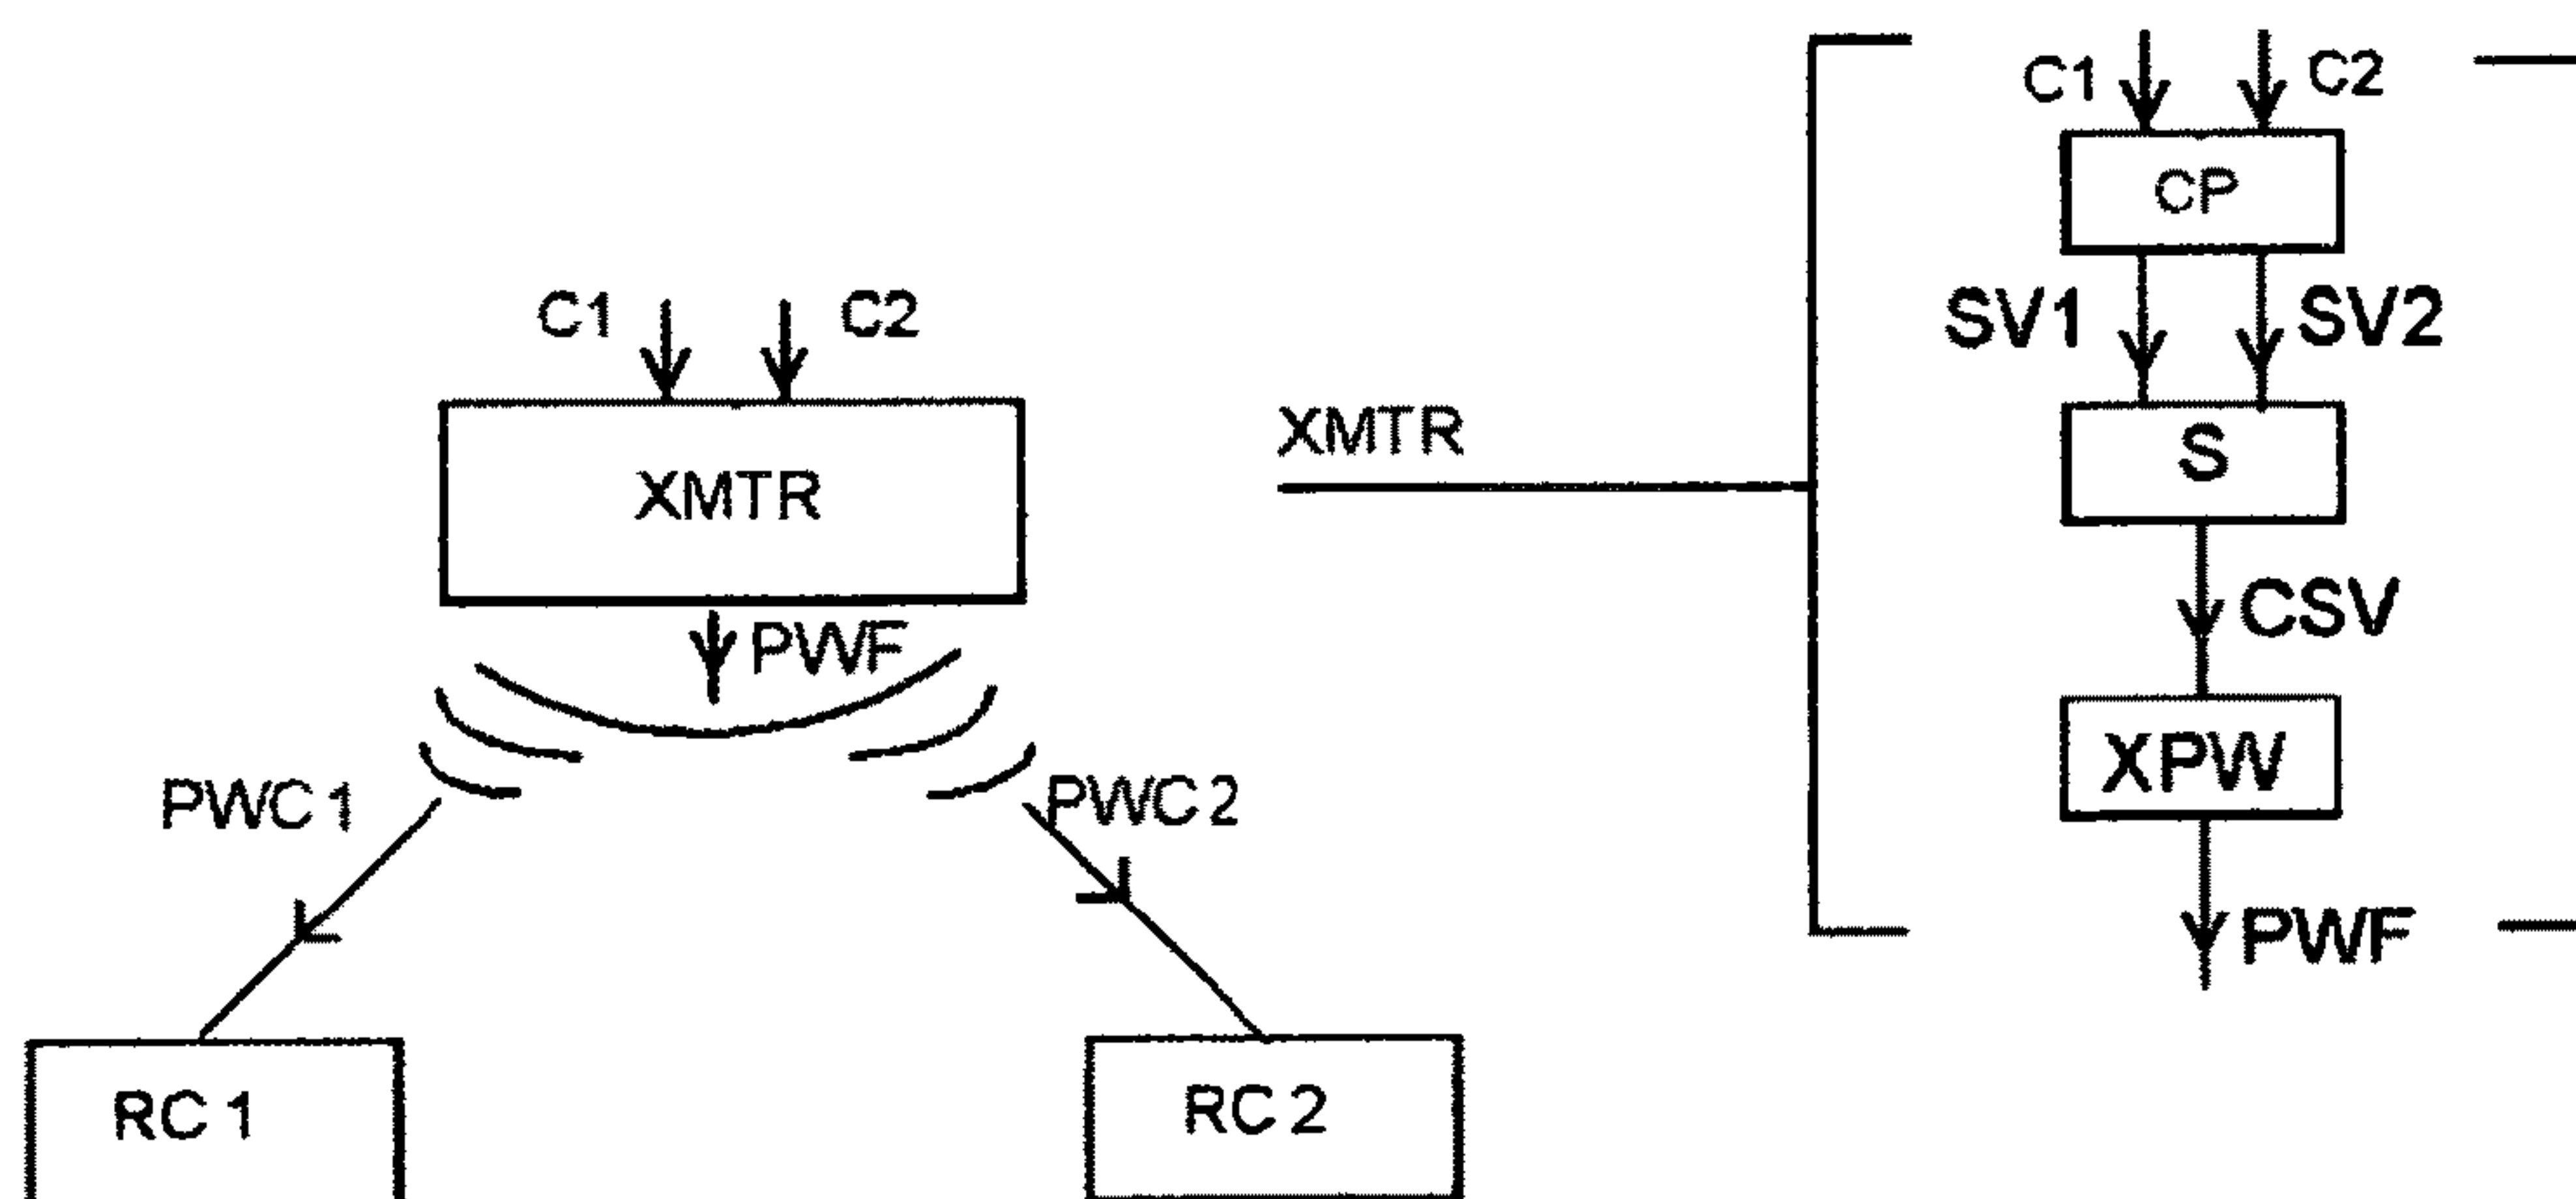 C1 C2
XMTR
PWF
PWC 1
PWC 2
RC 1
RC 2
XMTR
C1 C2
CP
SV1 SV2
S
CSV
XPW
PWF